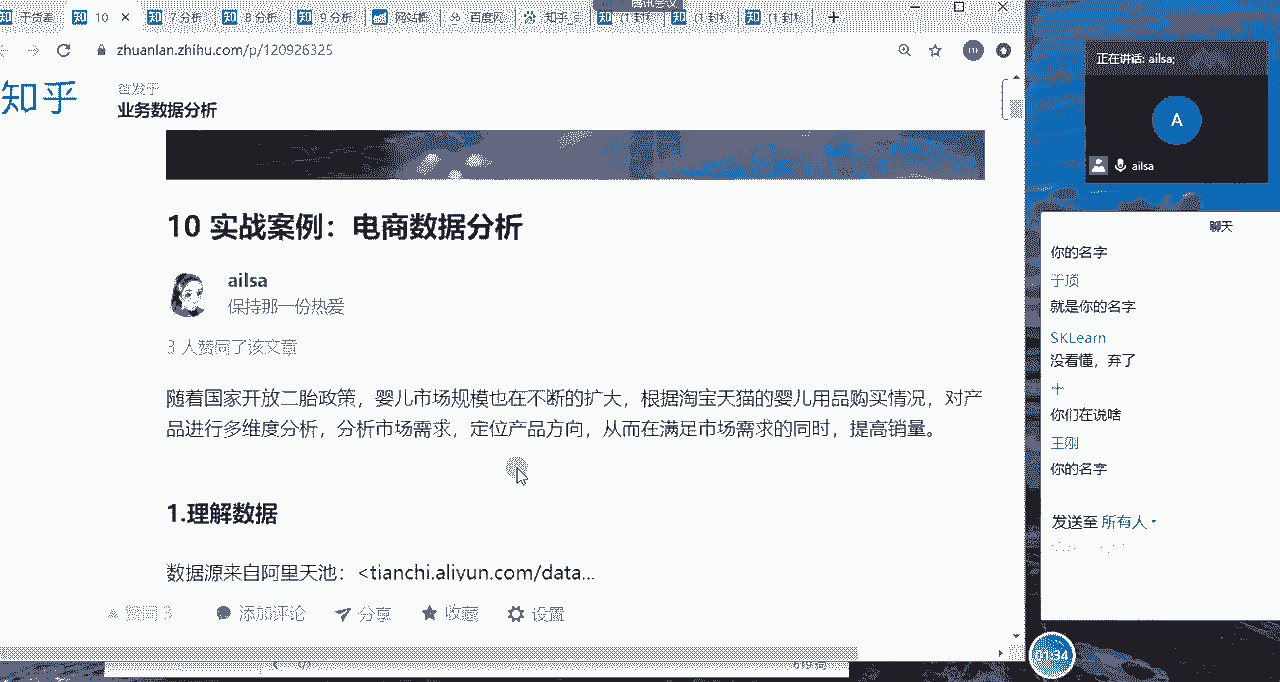 腾讯会议
10
7 分析
8 分析
9 分析
百度网
知乎
zhuanlan.zhihu.com/p/120926325
知乎
首发于
业务数据分析
10 实战案例：电商数据分析
ailsa
保持那一份热爱
3 人赞同了该文章
随着国家开放二胎政策，婴儿市场规模也在不断的扩大，根据淘宝天猫的婴儿用品购买情况，对产
品进行多维度分析，分析市场需求，定位产品方向，从而在满足市场需求的同时，提高销量。
1.理解数据
数据源来自阿里天池：<tianchi.aliyun.com/data...
赞同 3 添加评论 分享 收藏 设置
正在讲话: ailsa;
A
ailsa
聊天
你的名字
于顶
就是你的名字
SKLearn
没看懂，弃了
十
你们在说啥
王刚
你的名字
发送至 所有人
01:34